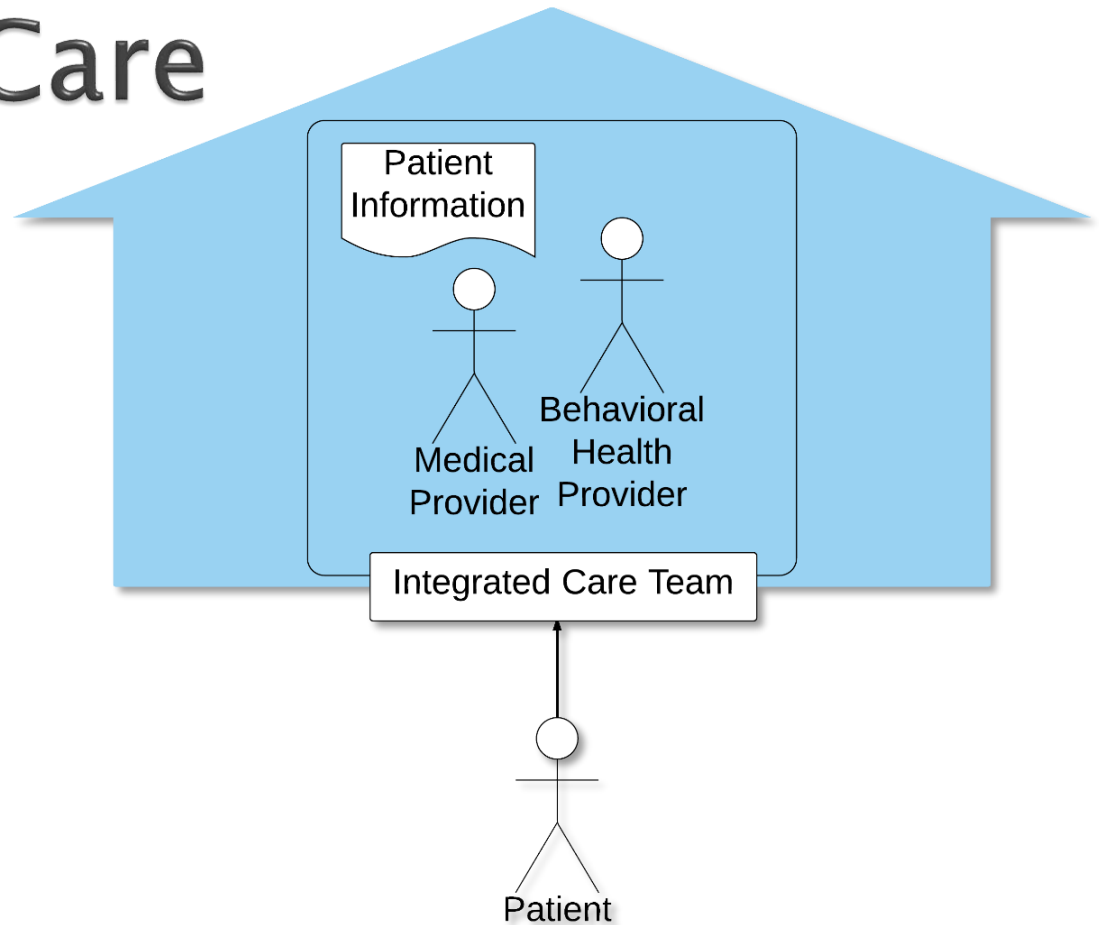 Care
Patient
Information
Behavioral
Health
Provider
Medical
Provider
Integrated Care Team
Patient